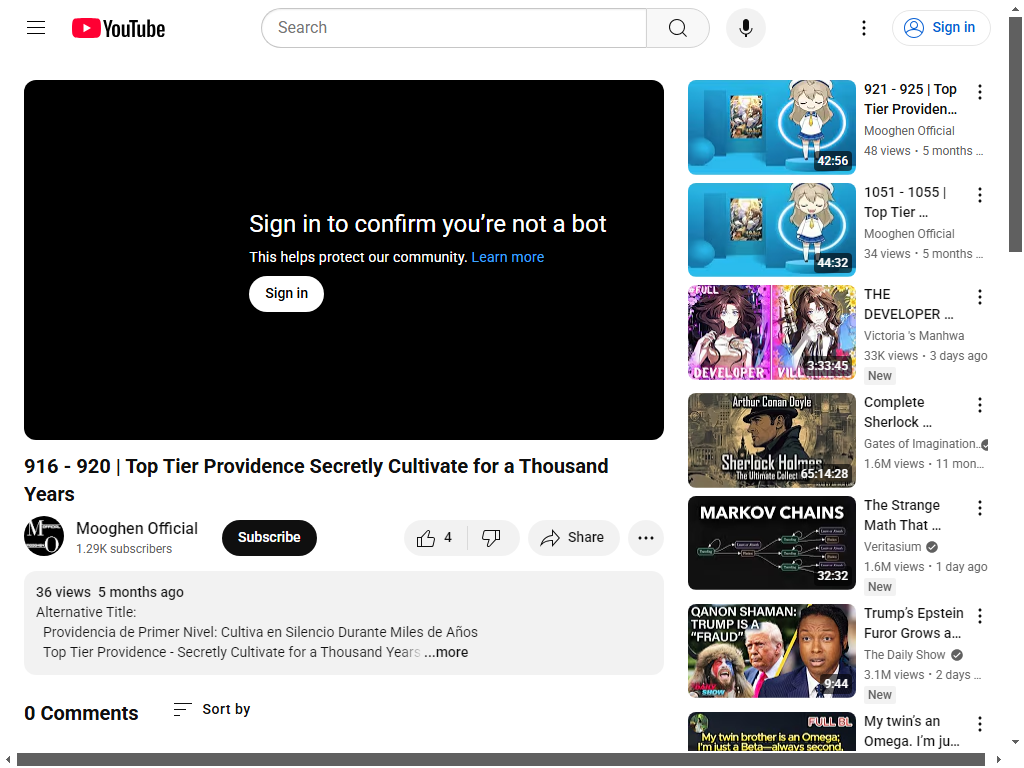 YouTube
Search
Sign in
Sign in to confirm you're not a bot
This helps protect our community. Learn more
Sign in
916 - 920 | Top Tier Providence Secretly Cultivate for a Thousand
Years
Mooghen Official
1.29K subscribers
Subscribe
4
Share
36 views 5 months ago
Alternative Title:
Providencia de Primer Nivel: Cultiva en Silencio Durante Miles de Años
Top Tier Providence - Secretly Cultivate for a Thousand Years ...more
0 Comments
Sort by
42:56
921 - 925 | Top
Tier Providen...
Mooghen Official
48 views • 5 months ...
44:32
1051 - 1055 |
Top Tier ...
Mooghen Official
34 views • 5 months ...
FULL
DEVELOPER
3:33:45
THE
DEVELOPER ...
Victoria 's Manhwa
33K views • 3 days ago
New
Arthur Conan Doyle
Sherlock Holmes
65:14:28
Complete
Sherlock ...
Gates of Imagination...
1.6M views • 11 mon...
MARKOV CHAINS
32:32
The Strange
Math That ...
Veritasium
1.6M views • 1 day ago
New
QANON SHAMAN:
TRUMP IS A
"FRAUD"
9:44
Trump's Epstein
Furor Grows a...
The Daily Show
3.1M views • 2 days ...
New
FULL BL
My twin brother is an Omega;
I'm just a Beta—always second,
My twin's an
Omega. I'm ju...